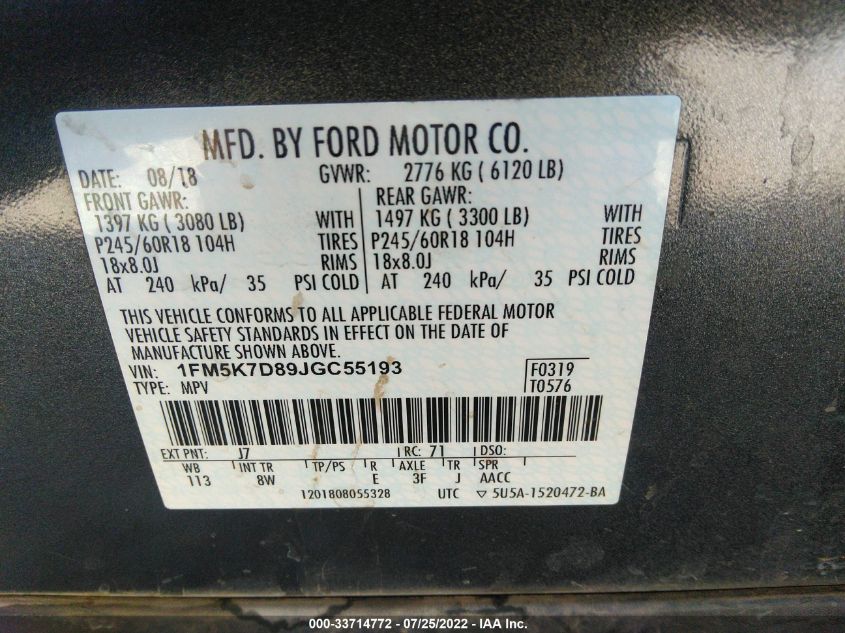 MFD. BY FORD MOTOR CO.
DATE: 08/18 GVWR: 2776 KG ( 6120 LB)
FRONT GAWR: REAR GAWR:
1397 KG ( 3080 LB) WITH 1497 KG ( 3300 LB) WITH
P245/60R18 104H TIRES P245/60R18 104H TIRES
18x8.0J RIMS 18x8.0J RIMS
AT 240 kPa/ 35 PSI COLD AT 240 kPa/ 35 PSI COLD
THIS VEHICLE CONFORMS TO ALL APPLICABLE FEDERAL MOTOR
VEHICLE SAFETY STANDARDS IN EFFECT ON THE DATE OF
MANUFACTURE SHOWN ABOVE.
VIN: 1FM5K7D89JGC55193 F0319
TYPE: MPV T0576
EXT PNT: J7 RC: 71 DSO:
WB INT TR TP/PS R AXLE TR SPR
113 8W E 3F J AACC
1201808055328 UTC ▽ 5U5A-1520472-BA
000-33714772 / 07/25/2022 - IAA Inc.